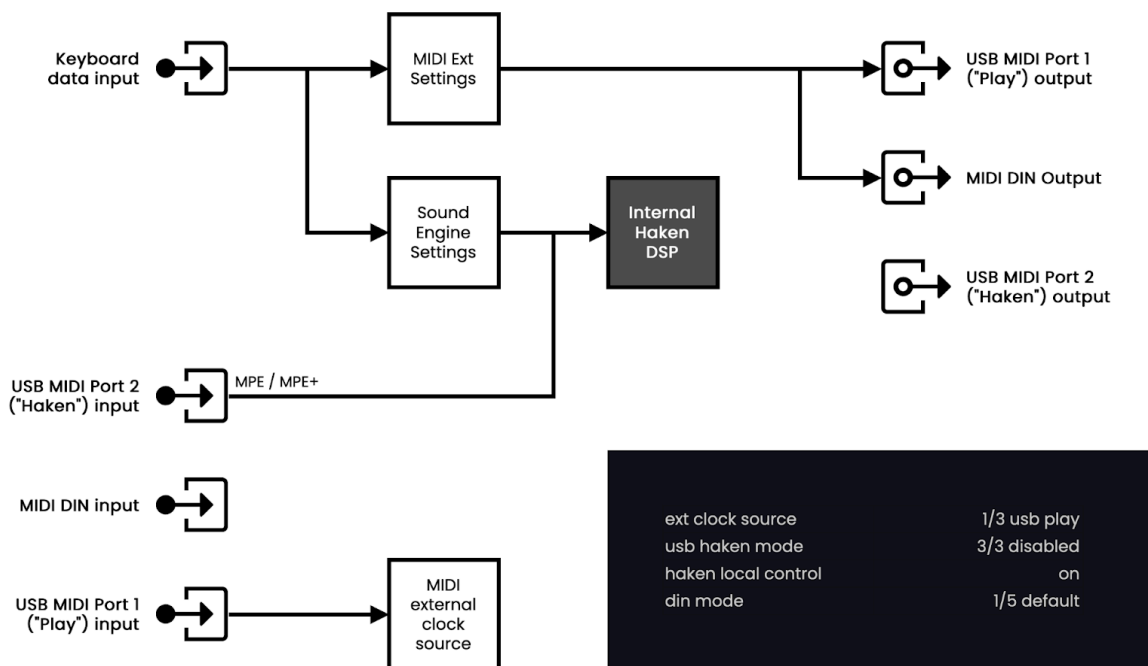 Keyboard
data input
MIDI Ext
Settings
USB MIDI Port 1
("Play") output
MIDI DIN Output
Sound
Engine
Settings
Internal
Haken
DSP
USB MIDI Port 2
("Haken") output
USB MIDI Port 2
("Haken") input
MPE / MPE+
MIDI DIN input
USB MIDI Port 1
("Play") input
MIDI
external
clock
source
ext clock source 1/3 usb play
usb haken mode 3/3 disabled
haken local control on
din mode 1/5 default